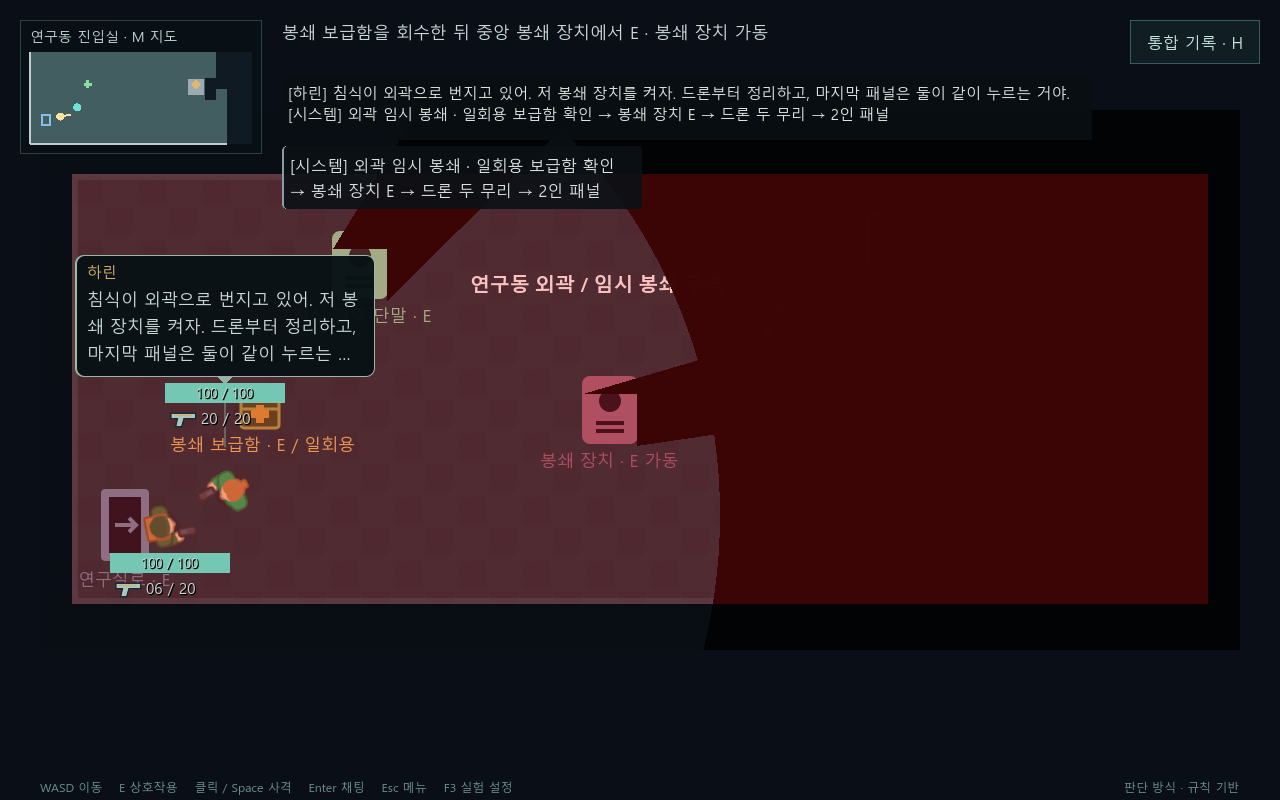 연구동 진입실 · M 지도
봉쇄 보급함을 회수한 뒤 중앙 봉쇄 장치에서 E · 봉쇄 장치 가동
통합 기록 · H
[하린] 침식이 외곽으로 번지고 있어. 저 봉쇄 장치를 켜자. 드론부터 정리하고, 마지막 패널은 둘이 같이 누르는 거야.
[시스템] 외곽 임시 봉쇄 · 일회용 보급함 확인 → 봉쇄 장치 E → 드론 두 무리 → 2인 패널
[시스템] 외곽 임시 봉쇄 · 일회용 보급함 확인
→ 봉쇄 장치 E → 드론 두 무리 → 2인 패널
하린
침식이 외곽으로 번지고 있어. 저 봉
쇄 장치를 켜자. 드론부터 정리하고,
마지막 패널은 둘이 같이 누르는 ...
연구동 외곽 / 임시 봉쇄
단말 · E
100 / 100
20 / 20
봉쇄 보급함 · E / 일회용
봉쇄 장치 · E 가동
100 / 100
06 / 20
WASD 이동 E 상호작용 클릭 / Space 사격 Enter 채팅 Esc 메뉴 F3 실험 설정
판단 방식 · 규칙 기반